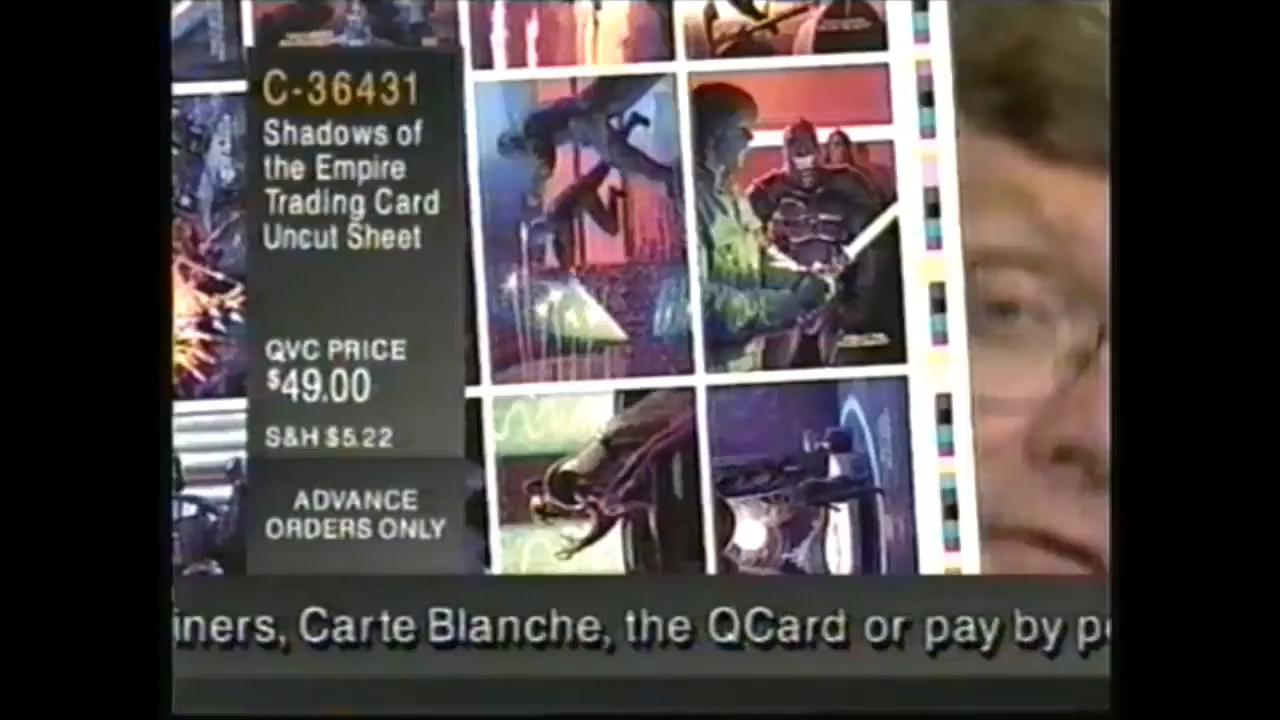 C-36431
Shadows of
the Empire
Trading Card
Uncut Sheet
QVC PRICE
$49.00
S&H $5.22
ADVANCE
ORDERS ONLY
iners, Carte Blanche, the QCard or pay by p